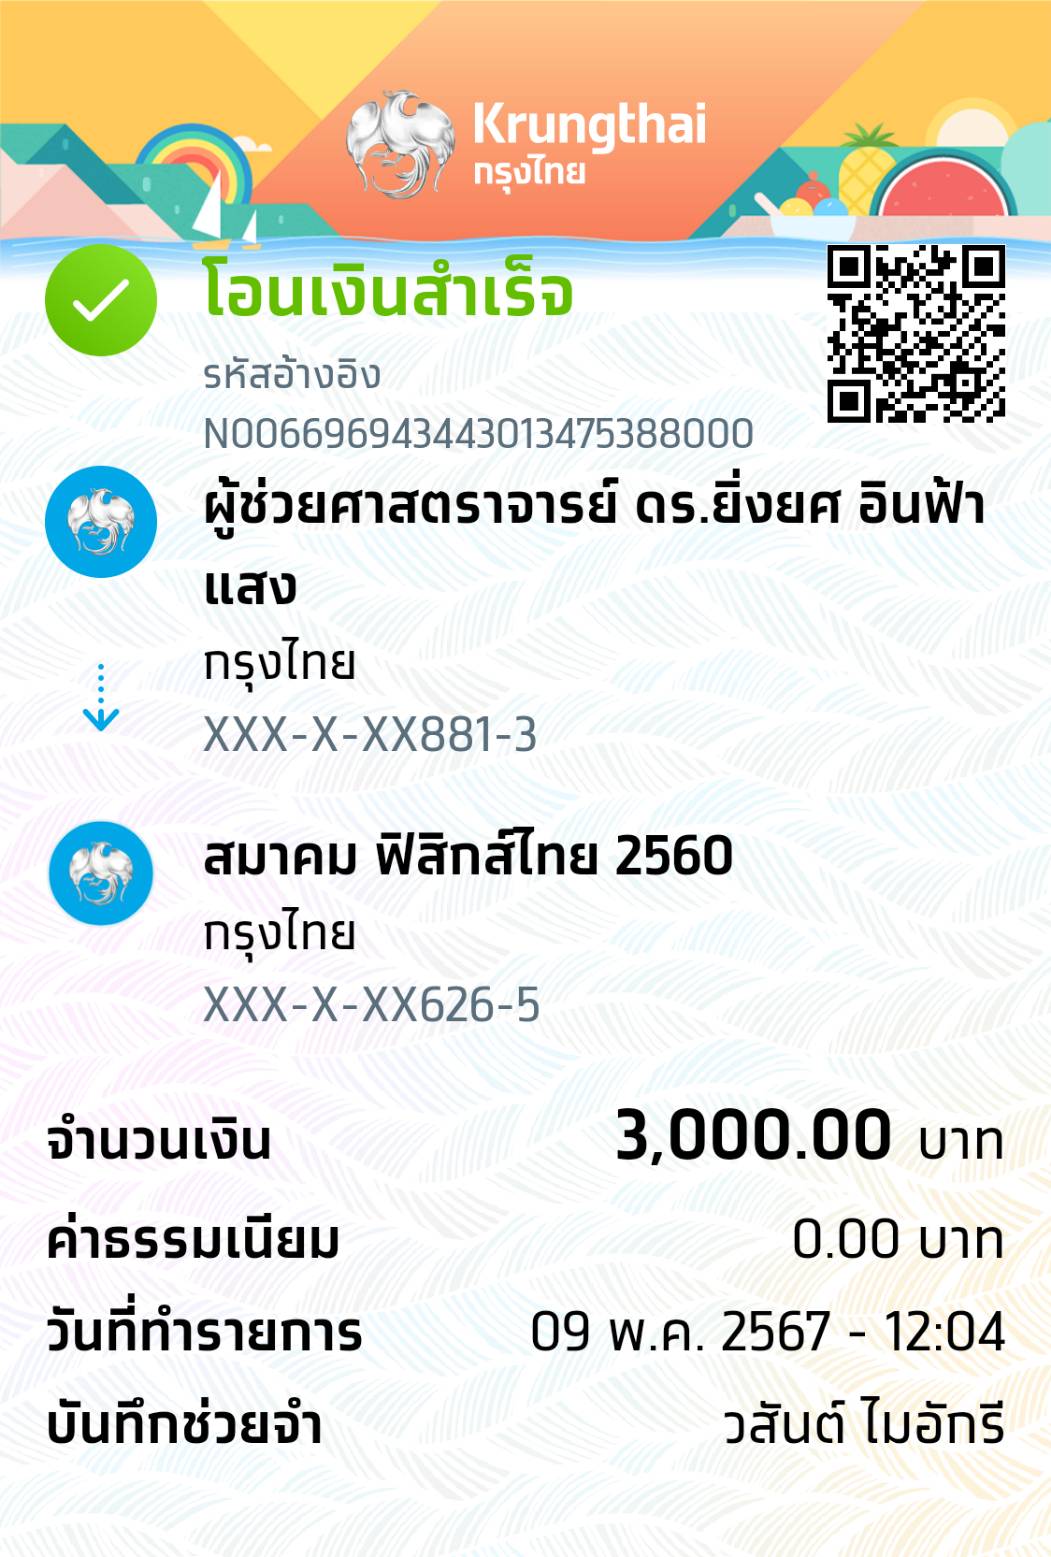 Krungthai
กรุงไทย
โอนเงินสำเร็จ
รหัสอ้างอิง
N006696943443013475388000
ผู้ช่วยศาสตราจารย์ ดร.ยิ่งยศ อินฟ้า
แสง
กรุงไทย
XXX-X-XX881-3
สมาคม ฟิสิกส์ไทย 2560
กรุงไทย
XXX-X-XX626-5
จำนวนเงิน 3,000.00 บาท
ค่าธรรมเนียม 0.00 บาท
วันที่ทำรายการ 09 พ.ค. 2567 - 12:04
บันทึกช่วยจำ วสันต์ ไมอักรี